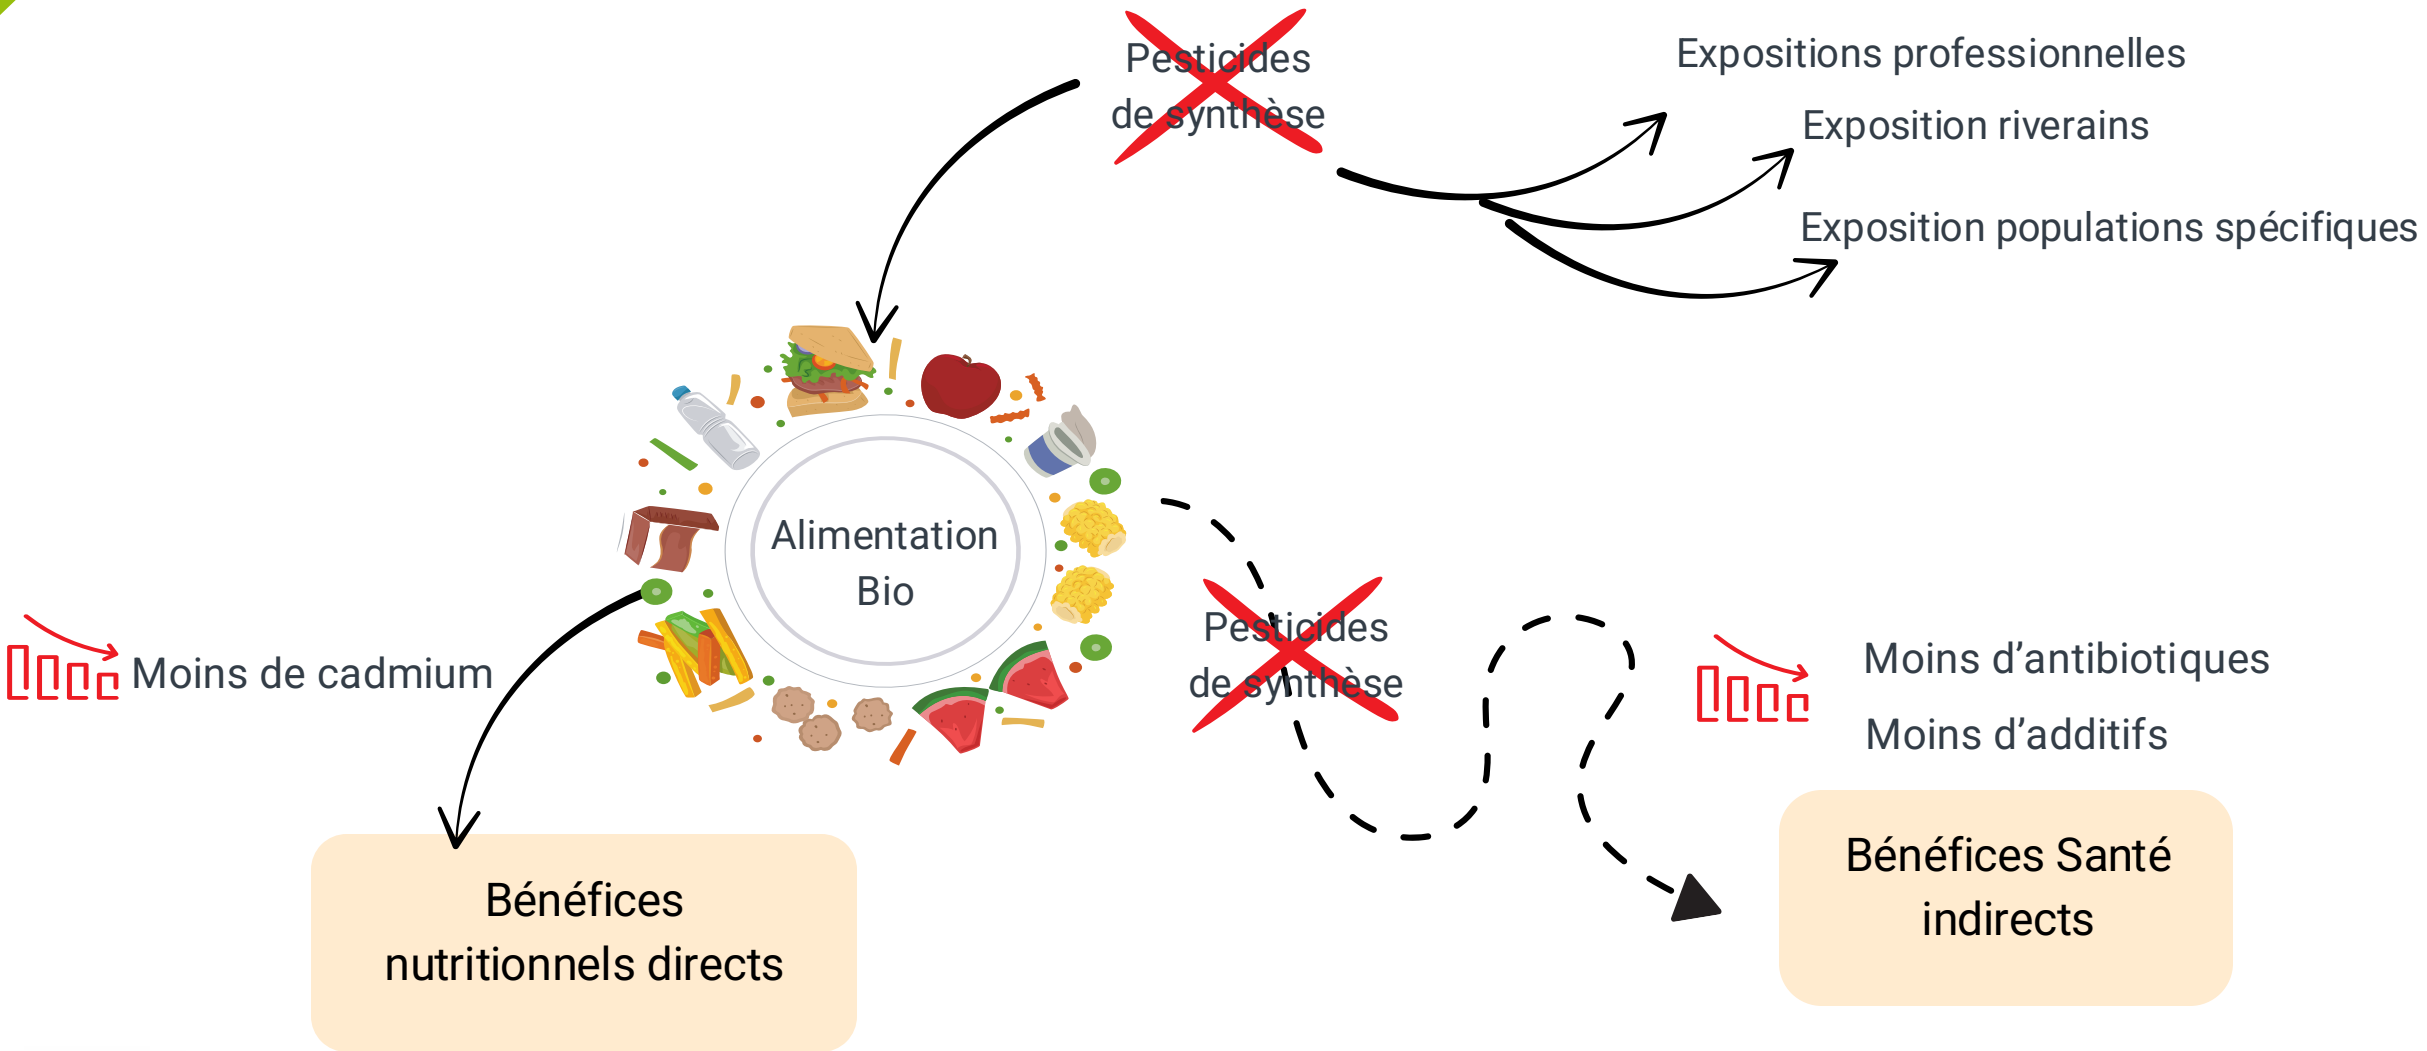 Pesticides
de synthèse
Expositions professionnelles
Exposition riverains
Exposition populations spécifiques
Alimentation
Bio
Moins de cadmium
Pesticides
de synthèse
Moins d’antibiotiques
Moins d’additifs
Bénéfices
nutritionnels directs
Bénéfices Santé
indirects